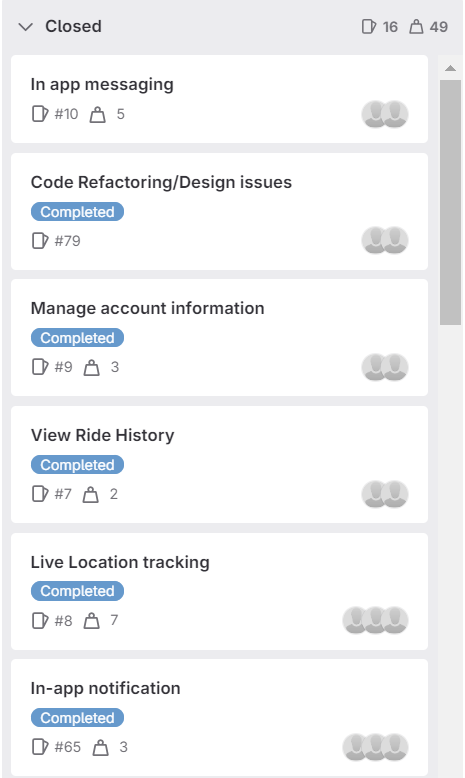 Closed 16 49
In app messaging
#10 5
Code Refactoring/Design issues
Completed
#79
Manage account information
Completed
#9 3
View Ride History
Completed
#7 2
Live Location tracking
Completed
#8 7
In-app notification
Completed
#65 3